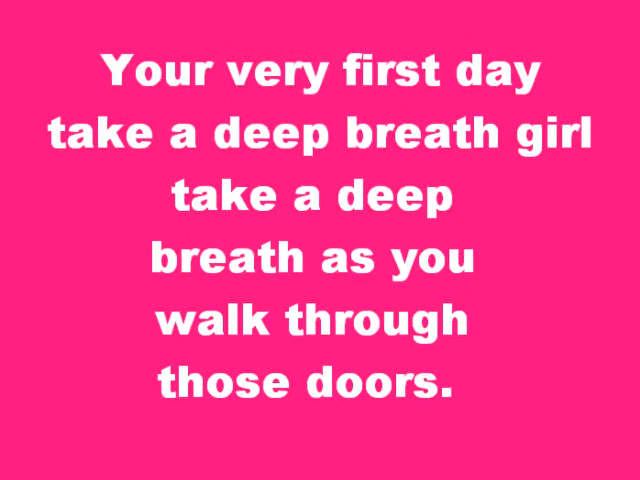 Your very first day
take a deep breath girl
take a deep
breath as you
walk through
those doors.